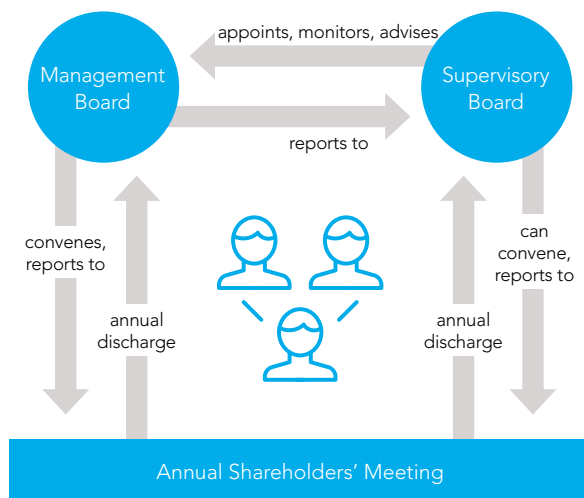 appoints, monitors, advises
Management
Board
Supervisory
Board
reports to
convenes,
reports to
can
convene,
reports to
annual
discharge
annual
discharge
Annual Shareholders’ Meeting